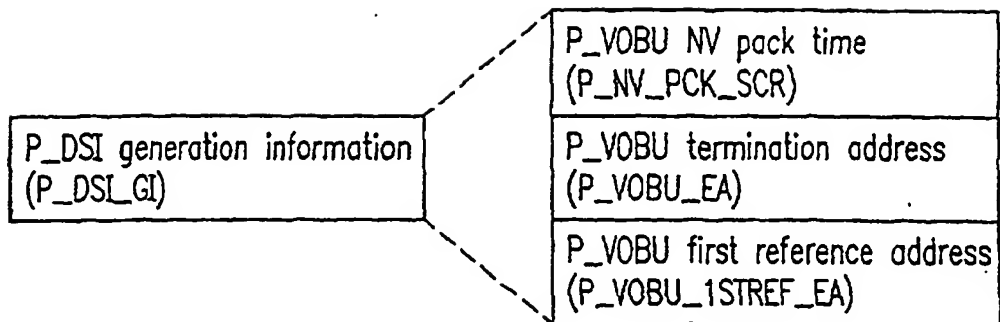 P_DSI generation information
(P_DSI_GI)
P_VOBU NV pack time
(P_NV_PCK_SCR)
P_VOBU termination address
(P_VOBU_EA)
P_VOBU first reference address
(P_VOBU_1STREF_EA)